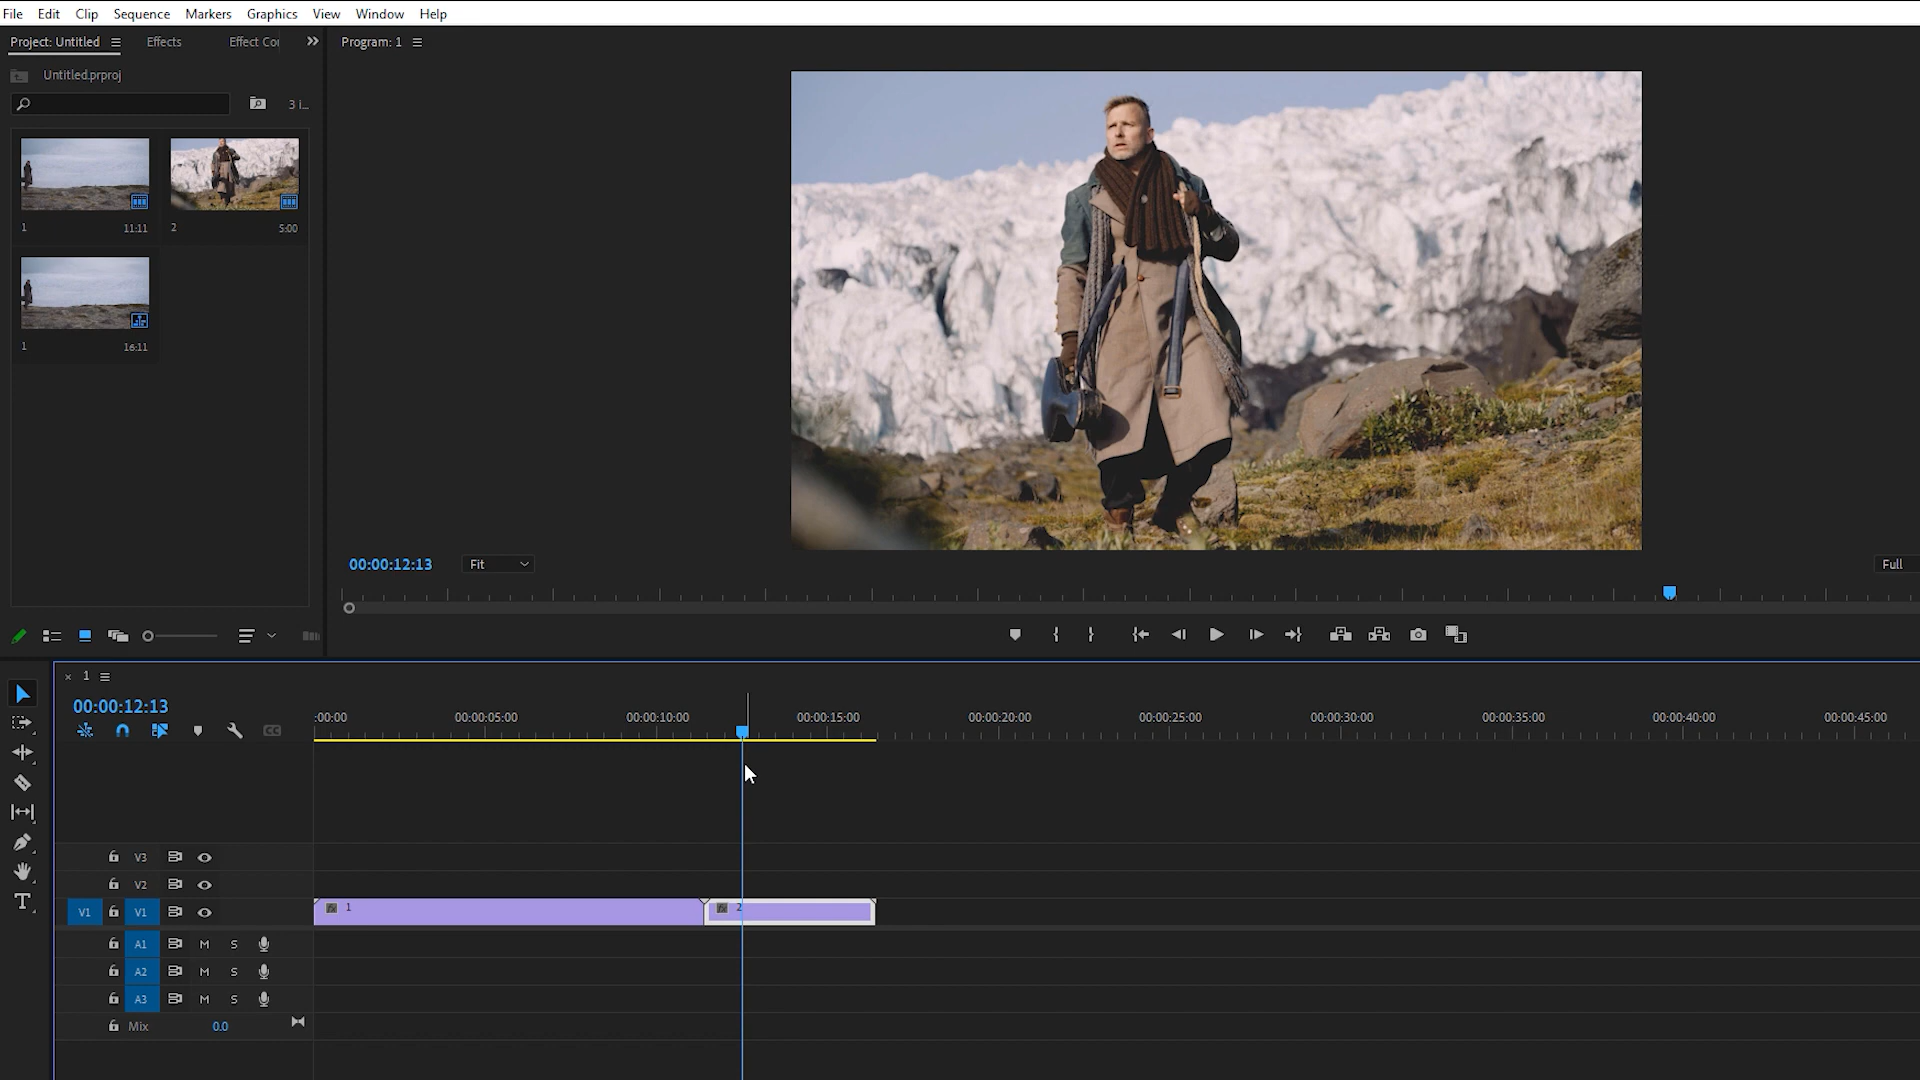 File Edit Clip Sequence Markers Graphics View Window Help
Project: Untitled Effects Effect Co
Program: 1
Untitled.prproj
3 i...
1 11:11
2 5:00
1 16:11
00:00:12:13 Fit Full
1
00:00:12:13
:00:00 00:00:05:00 00:00:10:00 00:00:15:00 00:00:20:00 00:00:25:00 00:00:30:00 00:00:35:00 00:00:40:00 00:00:45:00
CC
V3
V2
V1 V1 1 2
A1 M S
A2 M S
A3 M S
Mix 0.0